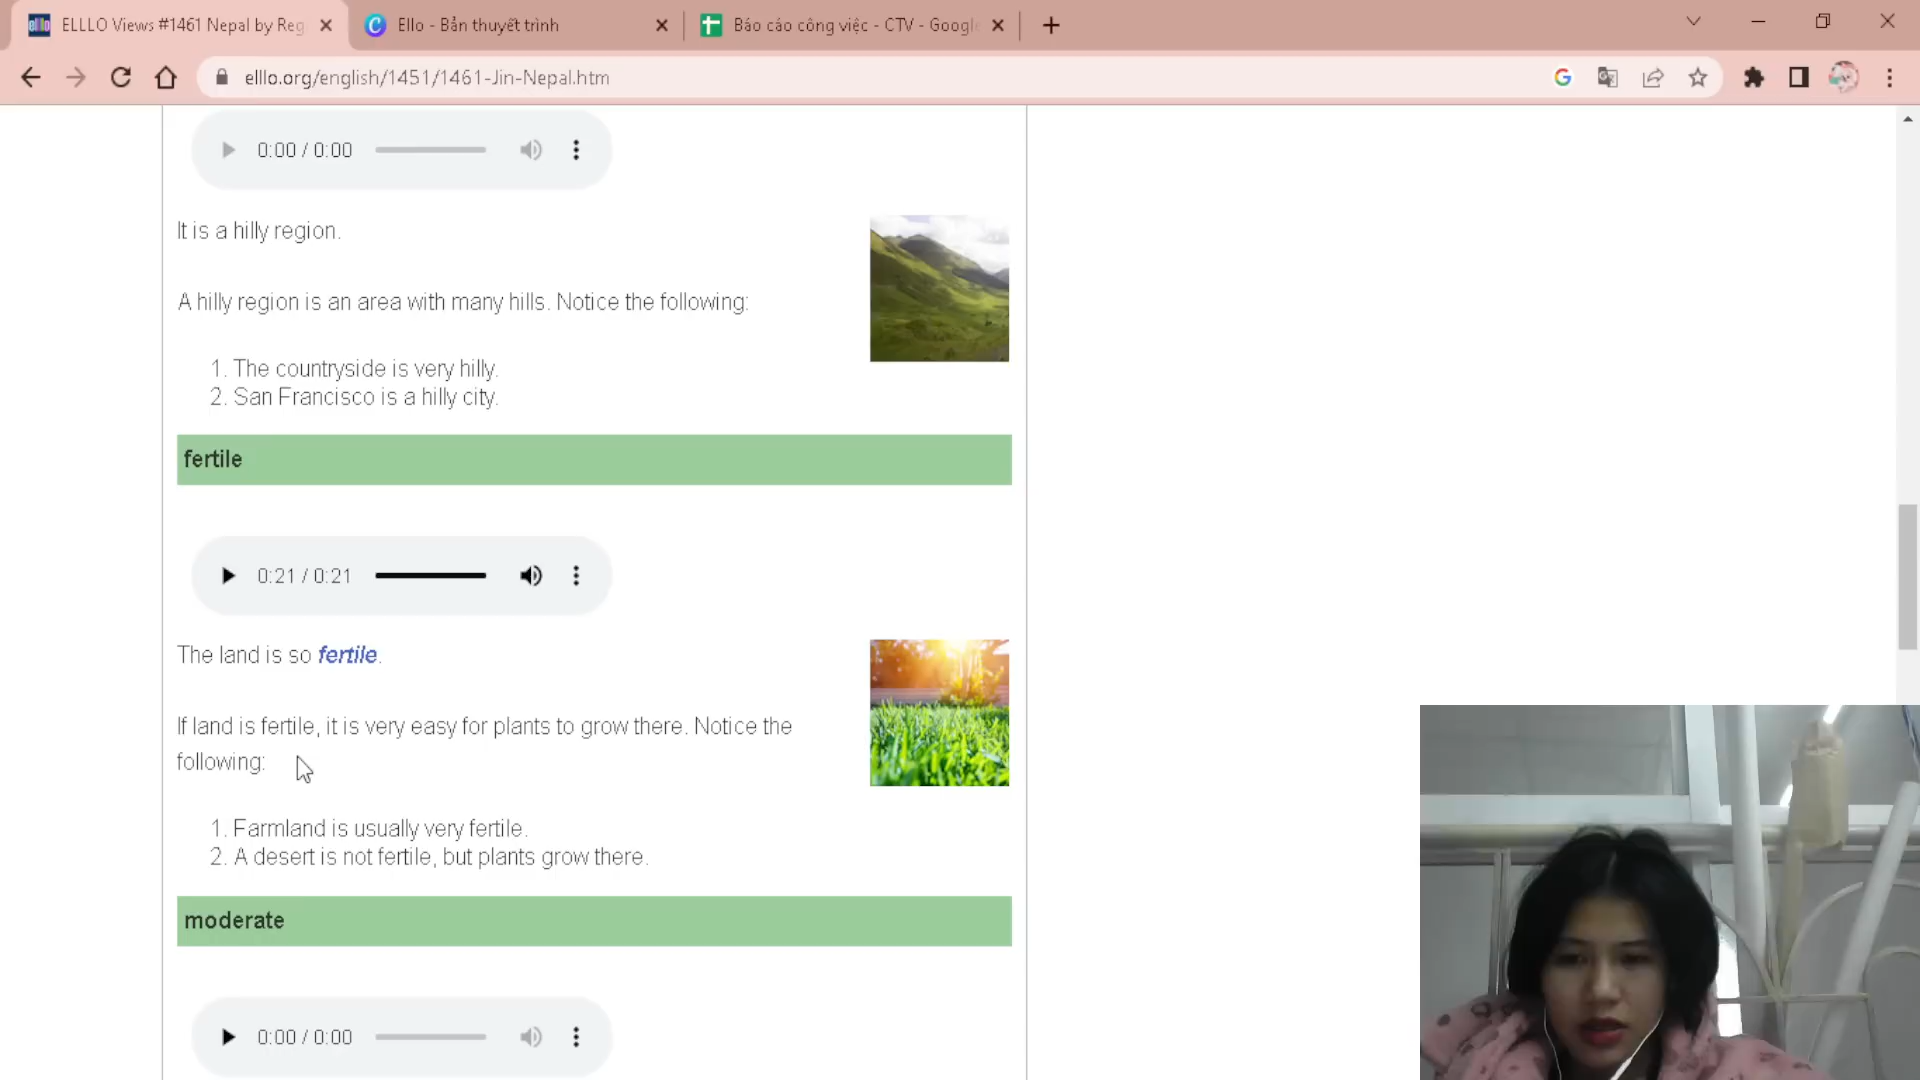 ELLLO Views #1461 Nepal by Reg
Ello - Bản thuyết trình
Báo cáo công việc - CTV - Googl
elllo.org/english/1451/1461-Jin-Nepal.htm
0:00 / 0:00
It is a hilly region.
A hilly region is an area with many hills. Notice the following:
1. The countryside is very hilly.
2. San Francisco is a hilly city.
fertile
0:21 / 0:21
The land is so fertile.
If land is fertile, it is very easy for plants to grow there. Notice the
following:
1. Farmland is usually very fertile.
2. A desert is not fertile, but plants grow there.
moderate
0:00 / 0:00